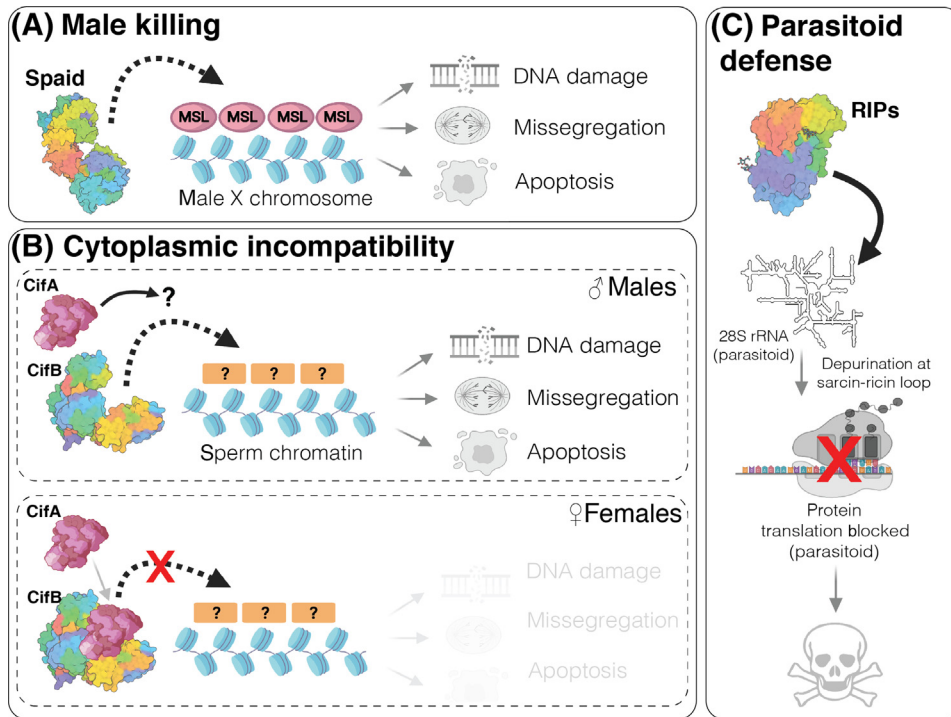 (A) Male killing
Spaid
MSL MSL MSL MSL
Male X chromosome
DNA damage
Missegregation
Apoptosis
(B) Cytoplasmic incompatibility
♂Males
CifA
?
CifB
? ? ?
Sperm chromatin
DNA damage
Missegregation
Apoptosis
♀Females
CifA
X
CifB
? ? ?
DNA damage
Missegregation
Apoptosis
(C) Parasitoid
defense
RIPs
28S rRNA
(parasitoid)
Depurination at
sarcin-ricin loop
X
Protein
translation blocked
(parasitoid)